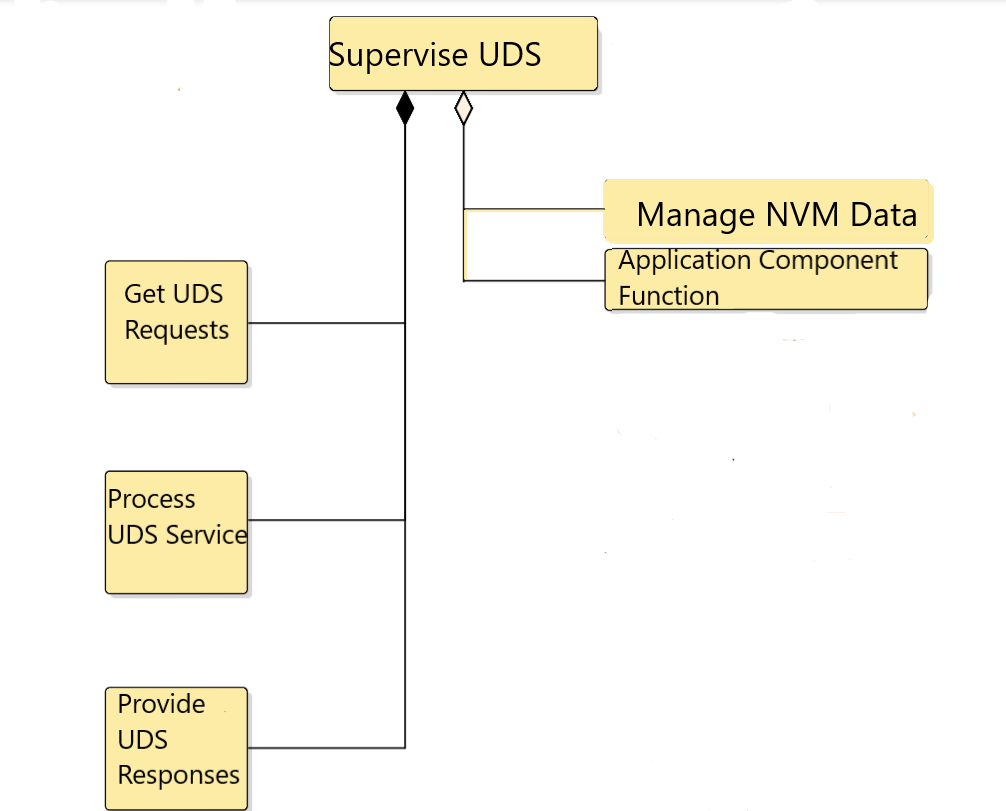 Supervise UDS
Manage NVM Data
Application Component
Function
Get UDS
Requests
Process
UDS Service
Provide
UDS
Responses